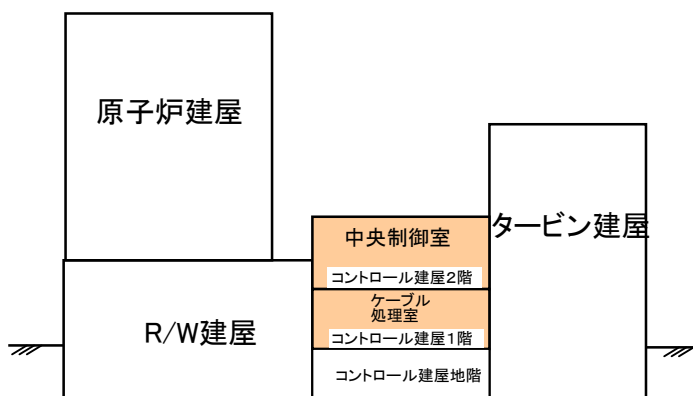 原子炉建屋
タービン建屋
中央制御室
コントロール建屋2階
ケーブル
処理室
コントロール建屋1階
R/W建屋
コントロール建屋地階